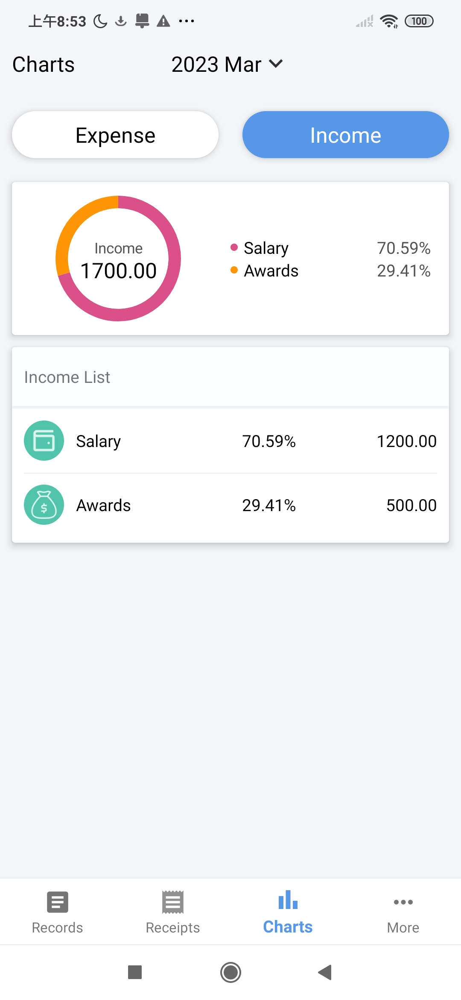 上午8:53 100
Charts 2023 Mar
Expense Income
Income
1700.00
Salary 70.59%
Awards 29.41%
Income List
Salary 70.59% 1200.00
Awards 29.41% 500.00
Records Receipts Charts More